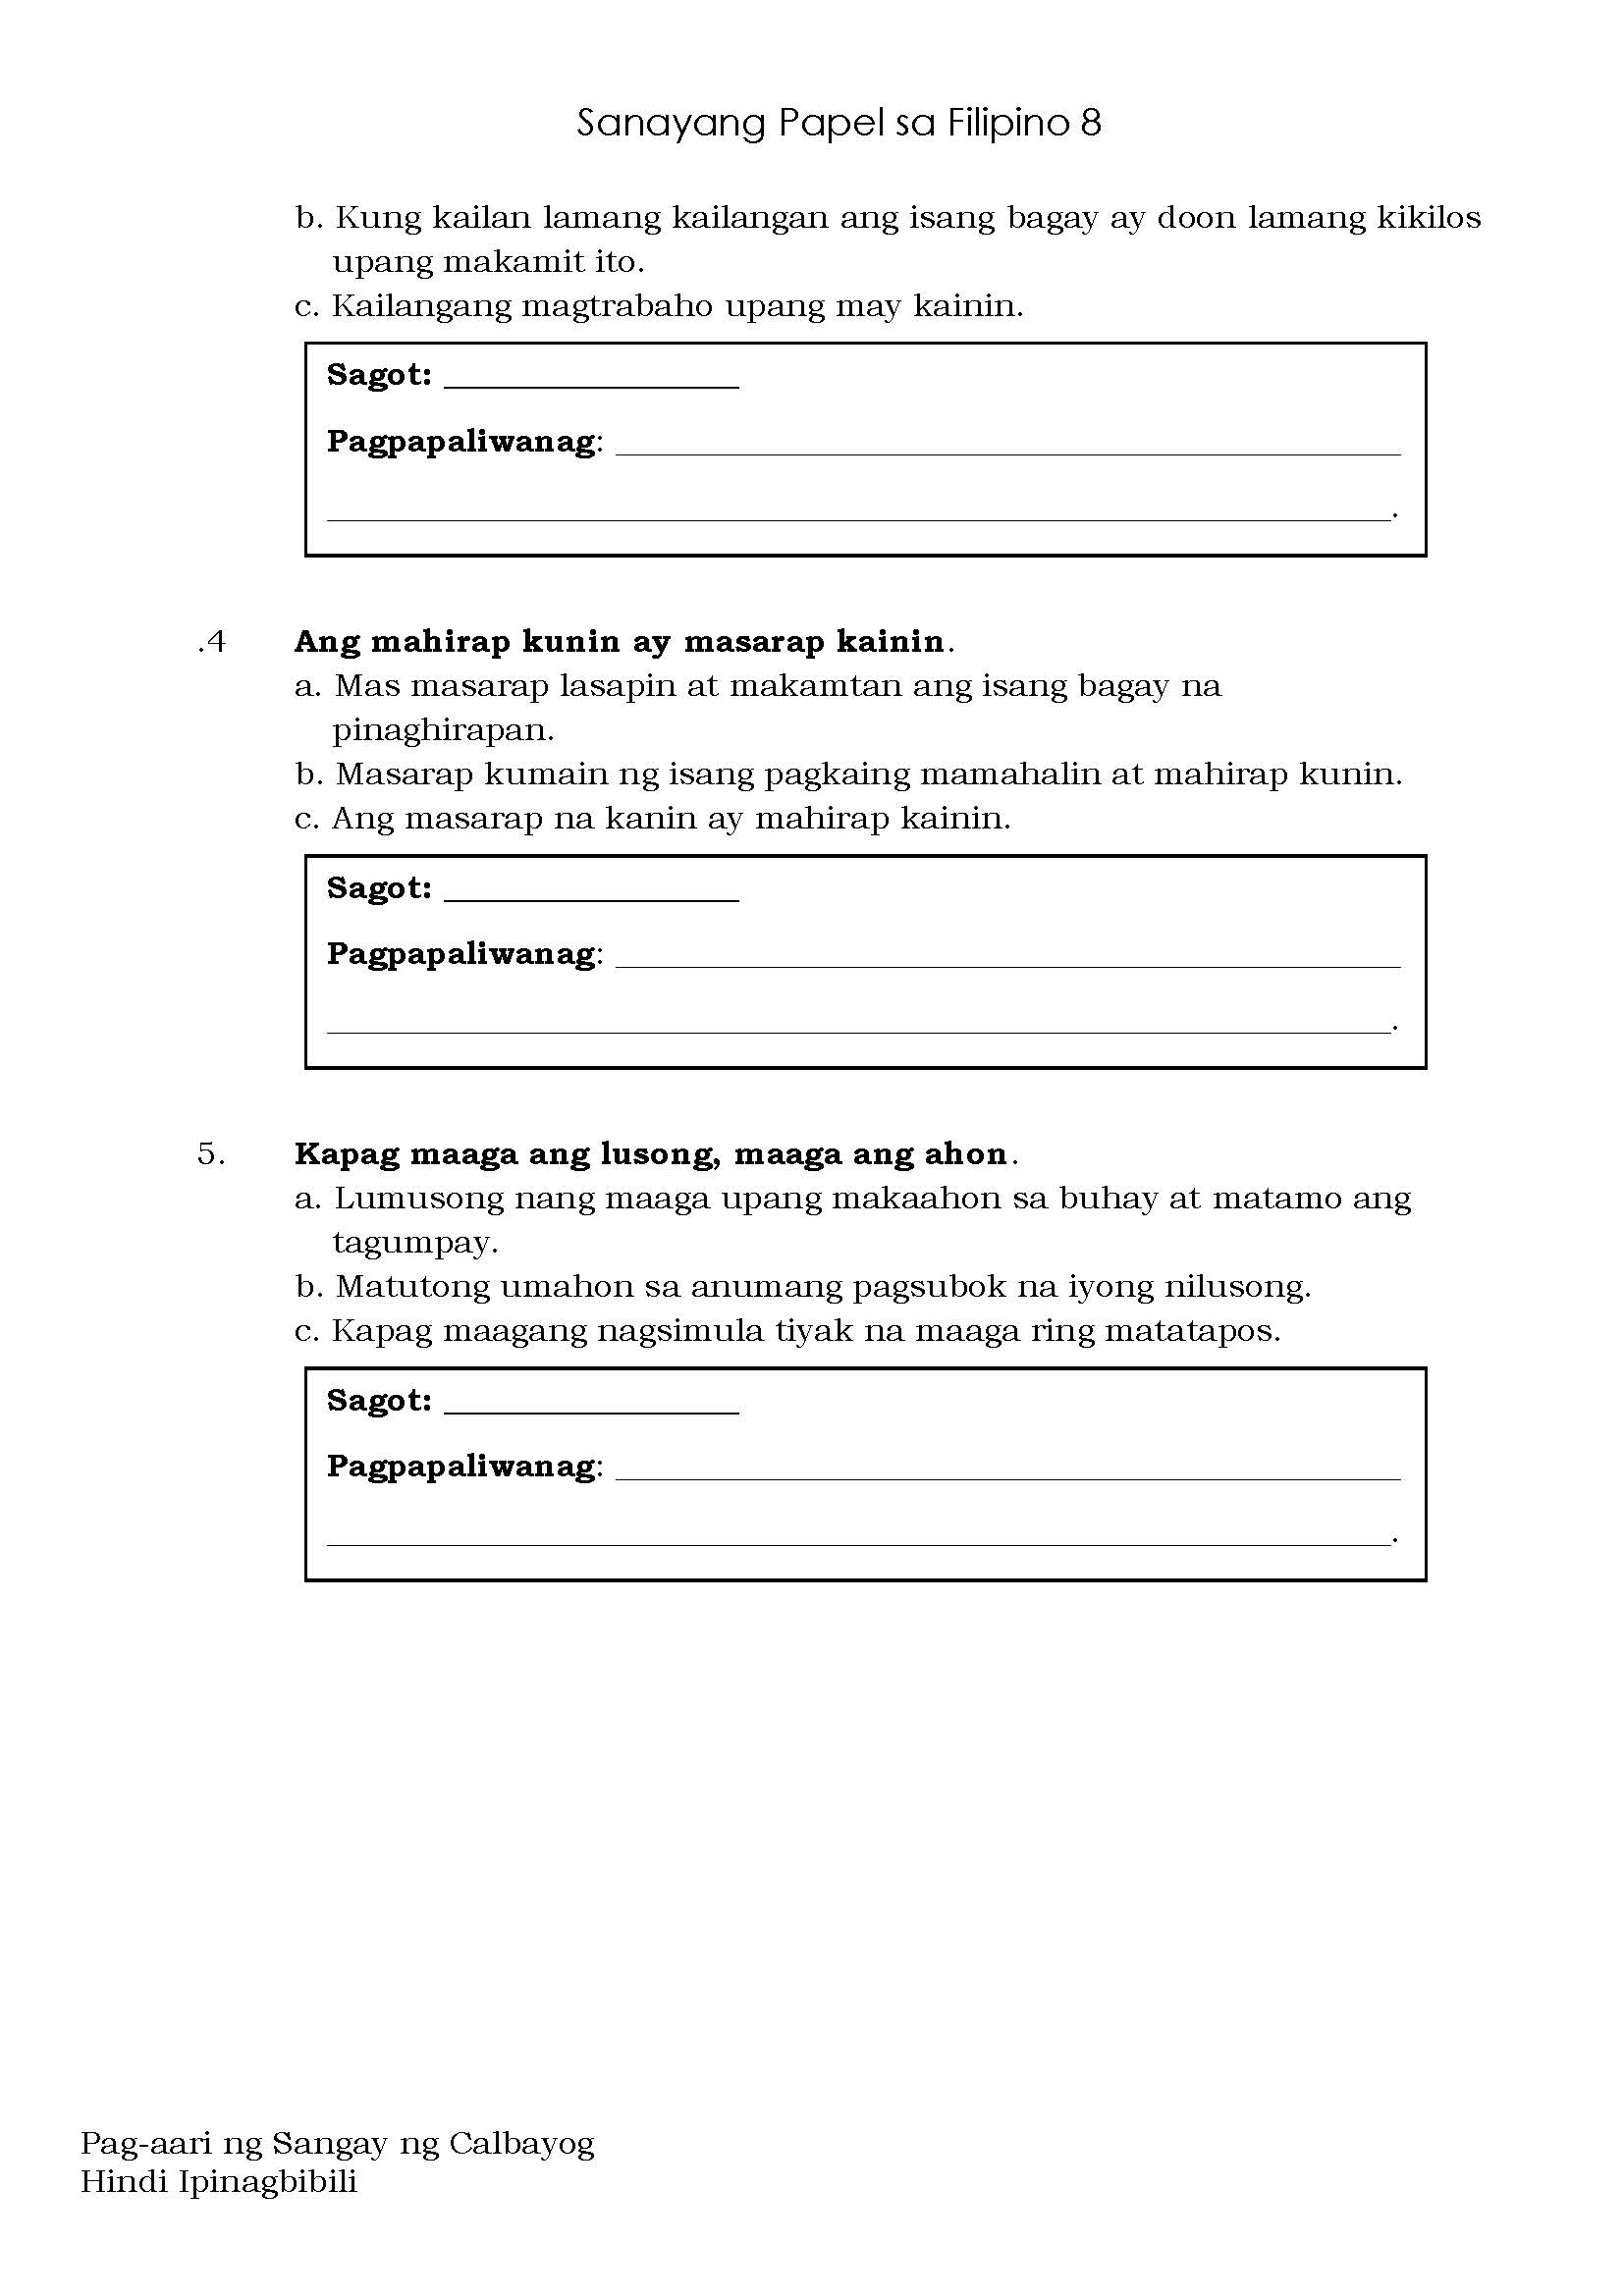 Sanayang Papel sa Filipino 8
b. Kung kailan lamang kailangan ang isang bagay ay doon lamang kikilos
upang makamit ito.
c. Kailangang magtrabaho upang may kainin.
Sagot: ________________
Pagpapaliwanag: ____________________________________________
____________________________________________________________.
.4 Ang mahirap kunin ay masarap kainin.
a. Mas masarap lasapin at makamtan ang isang bagay na
pinaghirapan.
b. Masarap kumain ng isang pagkaing mamahalin at mahirap kunin.
c. Ang masarap na kanin ay mahirap kainin.
Sagot: ________________
Pagpapaliwanag: ____________________________________________
____________________________________________________________.
5. Kapag maaga ang lusong, maaga ang ahon.
a. Lumusong nang maaga upang makaahon sa buhay at matamo ang
tagumpay.
b. Matutong umahon sa anumang pagsubok na iyong nilusong.
c. Kapag maagang nagsimula tiyak na maaga ring matatapos.
Sagot: ________________
Pagpapaliwanag: ____________________________________________
____________________________________________________________.
Pag-aari ng Sangay ng Calbayog
Hindi Ipinagbibili